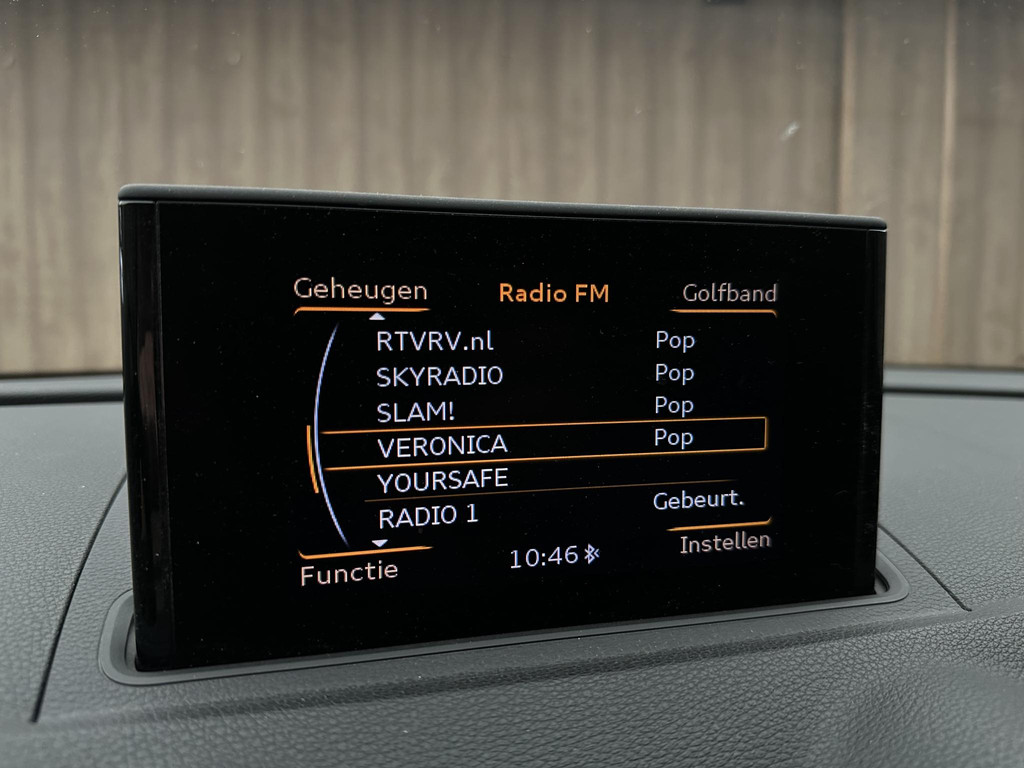 Geheugen Radio FM Golfband
RTVRV.nl Pop
SKYRADIO Pop
SLAM! Pop
VERONICA Pop
YOURSAFE
RADIO 1 Gebeurt.
Functie 10:46 Instellen